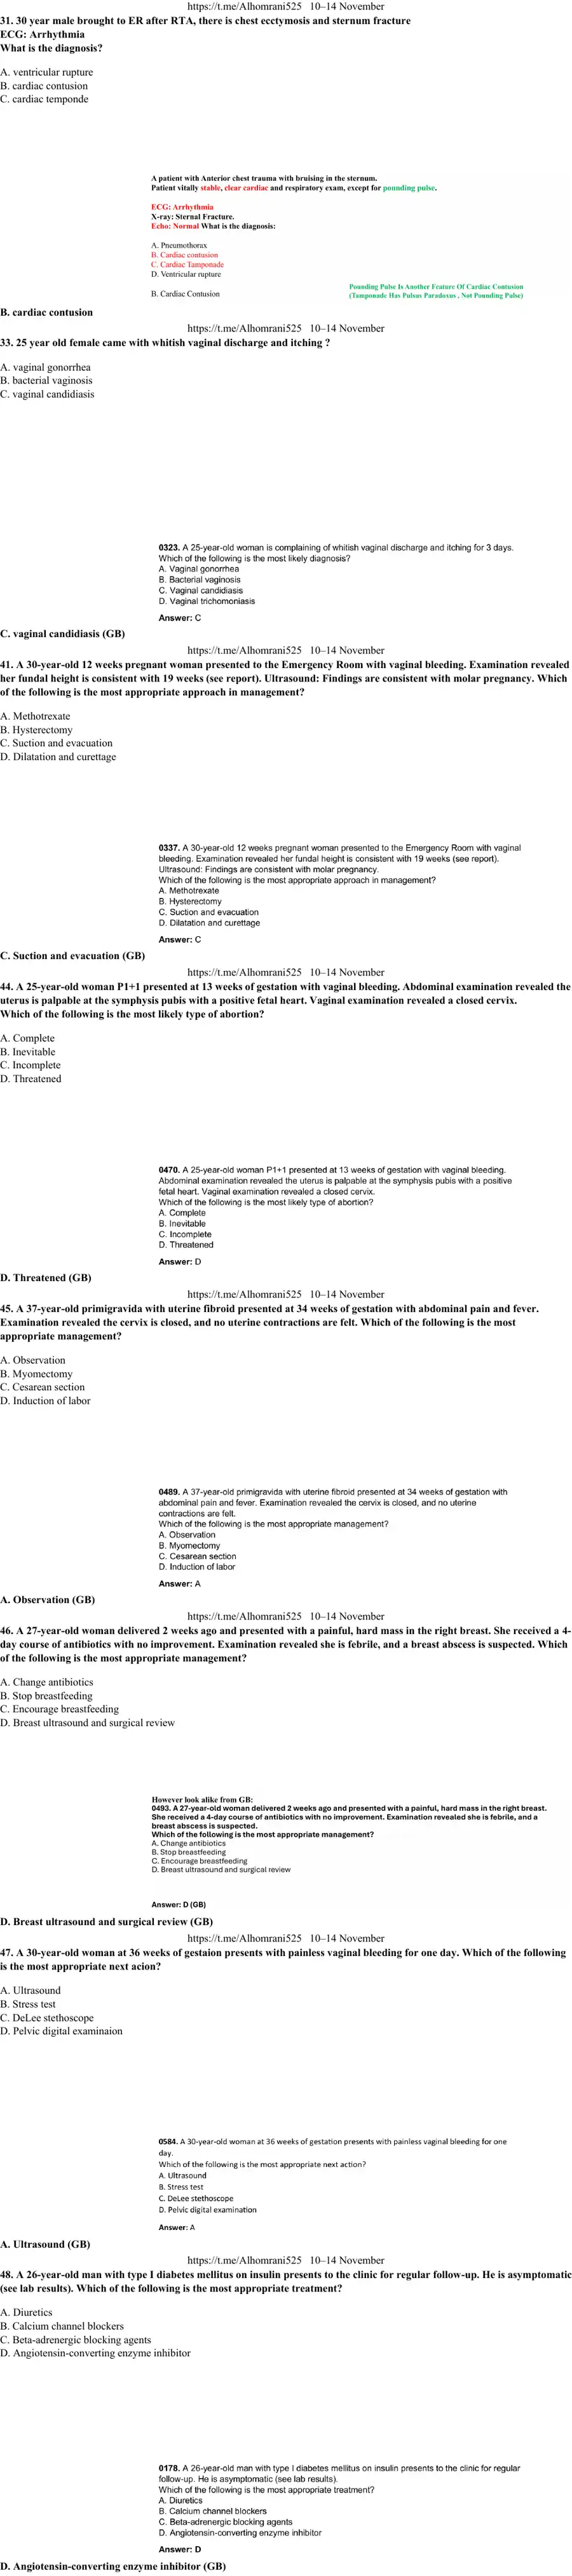 https://t.me/Alhomrani525 10–14 November
31. 30 year male brought to ER after RTA, there is chest ecctymosis and sternum fracture
ECG: Arrhythmia
What is the diagnosis?
A. ventricular rupture
B. cardiac contusion
C. cardiac temponde
A patient with Anterior chest trauma with bruising in the sternum.
Patient vitally stable, clear cardiac and respiratory exam, except for pounding pulse.
ECG: Arrhythmia
X-ray: Sternal Fracture.
Echo: Normal What is the diagnosis:
A. Pneumothorax
B. Cardiac contusion
C. Cardiac Tamponade
D. Ventricular rupture
B. Cardiac Contusion
Pounding Pulse Is Another Feature Of Cardiac Contusion
(Tamponade Has Pulsus Paradoxus , Not Pounding Pulse)
B. cardiac contusion
https://t.me/Alhomrani525 10–14 November
33. 25 year old female came with whitish vaginal discharge and itching ?
A. vaginal gonorrhea
B. bacterial vaginosis
C. vaginal candidiasis
0323. A 25-year-old woman is complaining of whitish vaginal discharge and itching for 3 days.
Which of the following is the most likely diagnosis?
A. Vaginal gonorrhea
B. Bacterial vaginosis
C. Vaginal candidiasis
D. Vaginal trichomoniasis
Answer: C
C. vaginal candidiasis (GB)
https://t.me/Alhomrani525 10–14 November
41. A 30-year-old 12 weeks pregnant woman presented to the Emergency Room with vaginal bleeding. Examination revealed
her fundal height is consistent with 19 weeks (see report). Ultrasound: Findings are consistent with molar pregnancy. Which
of the following is the most appropriate approach in management?
A. Methotrexate
B. Hysterectomy
C. Suction and evacuation
D. Dilatation and curettage
0337. A 30-year-old 12 weeks pregnant woman presented to the Emergency Room with vaginal
bleeding. Examination revealed her fundal height is consistent with 19 weeks (see report).
Ultrasound: Findings are consistent with molar pregnancy.
Which of the following is the most appropriate approach in management?
A. Methotrexate
B. Hysterectomy
C. Suction and evacuation
D. Dilatation and curettage
Answer: C
C. Suction and evacuation (GB)
https://t.me/Alhomrani525 10–14 November
44. A 25-year-old woman P1+1 presented at 13 weeks of gestation with vaginal bleeding. Abdominal examination revealed the
uterus is palpable at the symphysis pubis with a positive fetal heart. Vaginal examination revealed a closed cervix.
Which of the following is the most likely type of abortion?
A. Complete
B. Inevitable
C. Incomplete
D. Threatened
0470. A 25-year-old woman P1+1 presented at 13 weeks of gestation with vaginal bleeding.
Abdominal examination revealed the uterus is palpable at the symphysis pubis with a positive
fetal heart. Vaginal examination revealed a closed cervix.
Which of the following is the most likely type of abortion?
A. Complete
B. Inevitable
C. Incomplete
D. Threatened
Answer: D
D. Threatened (GB)
https://t.me/Alhomrani525 10–14 November
45. A 37-year-old primigravida with uterine fibroid presented at 34 weeks of gestation with abdominal pain and fever.
Examination revealed the cervix is closed, and no uterine contractions are felt. Which of the following is the most
appropriate management?
A. Observation
B. Myomectomy
C. Cesarean section
D. Induction of labor
0489. A 37-year-old primigravida with uterine fibroid presented at 34 weeks of gestation with
abdominal pain and fever. Examination revealed the cervix is closed, and no uterine
contractions are felt.
Which of the following is the most appropriate management?
A. Observation
B. Myomectomy
C. Cesarean section
D. Induction of labor
Answer: A
A. Observation (GB)
https://t.me/Alhomrani525 10–14 November
46. A 27-year-old woman delivered 2 weeks ago and presented with a painful, hard mass in the right breast. She received a 4-
day course of antibiotics with no improvement. Examination revealed she is febrile, and a breast abscess is suspected. Which
of the following is the most appropriate management?
A. Change antibiotics
B. Stop breastfeeding
C. Encourage breastfeeding
D. Breast ultrasound and surgical review
However look alike from GB:
0493. A 27-year-old woman delivered 2 weeks ago and presented with a painful, hard mass in the right breast.
She received a 4-day course of antibiotics with no improvement. Examination revealed she is febrile, and a
breast abscess is suspected.
Which of the following is the most appropriate management?
A. Change antibiotics
B. Stop breastfeeding
C. Encourage breastfeeding
D. Breast ultrasound and surgical review
Answer: D (GB)
D. Breast ultrasound and surgical review (GB)
https://t.me/Alhomrani525 10–14 November
47. A 30-year-old woman at 36 weeks of gestaion presents with painless vaginal bleeding for one day. Which of the following
is the most appropriate next acion?
A. Ultrasound
B. Stress test
C. DeLee stethoscope
D. Pelvic digital examinaion
0584. A 30-year-old woman at 36 weeks of gestation presents with painless vaginal bleeding for one
day.
Which of the following is the most appropriate next action?
A. Ultrasound
B. Stress test
C. DeLee stethoscope
D. Pelvic digital examination
Answer: A
A. Ultrasound (GB)
https://t.me/Alhomrani525 10–14 November
48. A 26-year-old man with type I diabetes mellitus on insulin presents to the clinic for regular follow-up. He is asymptomatic
(see lab results). Which of the following is the most appropriate treatment?
A. Diuretics
B. Calcium channel blockers
C. Beta-adrenergic blocking agents
D. Angiotensin-converting enzyme inhibitor
0178. A 26-year-old man with type I diabetes mellitus on insulin presents to the clinic for regular
follow-up. He is asymptomatic (see lab results).
Which of the following is the most appropriate treatment?
A. Diuretics
B. Calcium channel blockers
C. Beta-adrenergic blocking agents
D. Angiotensin-converting enzyme inhibitor
Answer: D
D. Angiotensin-converting enzyme inhibitor (GB)